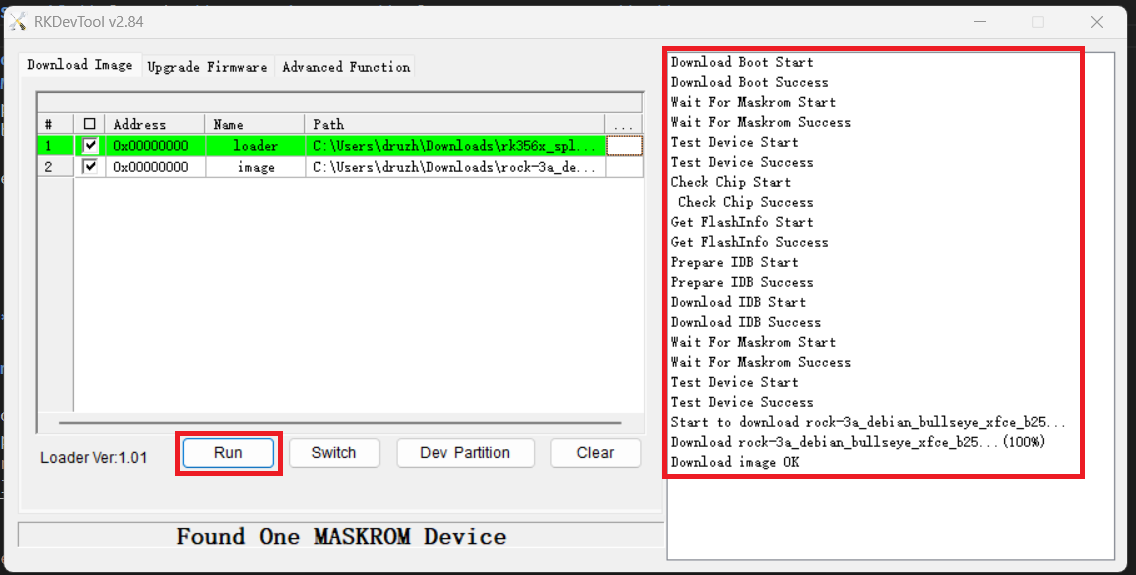 RKDevTool v2.84
Download Image Upgrade Firmware Advanced Function
# Address Name Path ...
1 0x00000000 loader C:\Users\druzh\Downloads\rk356x_spl...
2 0x00000000 image C:\Users\druzh\Downloads\rock-3a_de...
Loader Ver:1.01 Run Switch Dev Partition Clear
Found One MASKROM Device
Download Boot Start
Download Boot Success
Wait For Maskrom Start
Wait For Maskrom Success
Test Device Start
Test Device Success
Check Chip Start
Check Chip Success
Get FlashInfo Start
Get FlashInfo Success
Prepare IDB Start
Prepare IDB Success
Download IDB Start
Download IDB Success
Wait For Maskrom Start
Wait For Maskrom Success
Test Device Start
Test Device Success
Start to download rock-3a_debian_bullseye_xfce_b25...
Download rock-3a_debian_bullseye_xfce_b25...(100%)
Download image OK